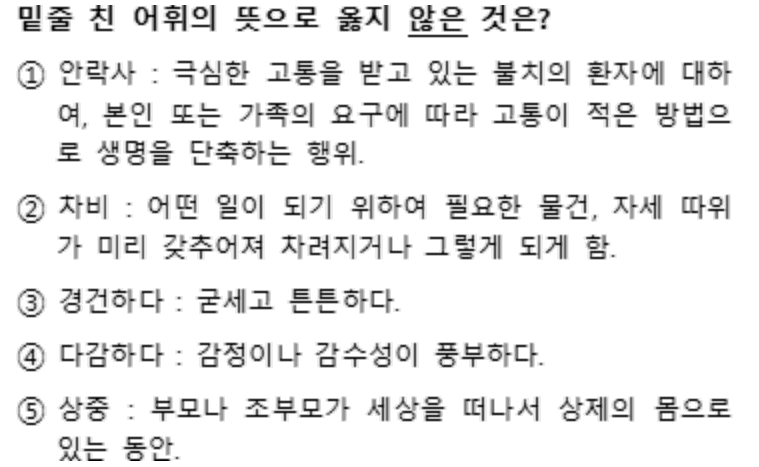 밑줄 친 어휘의 뜻으로 옳지 않은 것은?
① 안락사 : 극심한 고통을 받고 있는 불치의 환자에 대하
여, 본인 또는 가족의 요구에 따라 고통이 적은 방법으
로 생명을 단축하는 행위.
② 차비 : 어떤 일이 되기 위하여 필요한 물건, 자세 따위
가 미리 갖추어져 차려지거나 그렇게 되게 함.
③ 경건하다 : 굳세고 튼튼하다.
④ 다감하다 : 감정이나 감수성이 풍부하다.
⑤ 상중 : 부모나 조부모가 세상을 떠나서 상제의 몸으로
있는 동안.